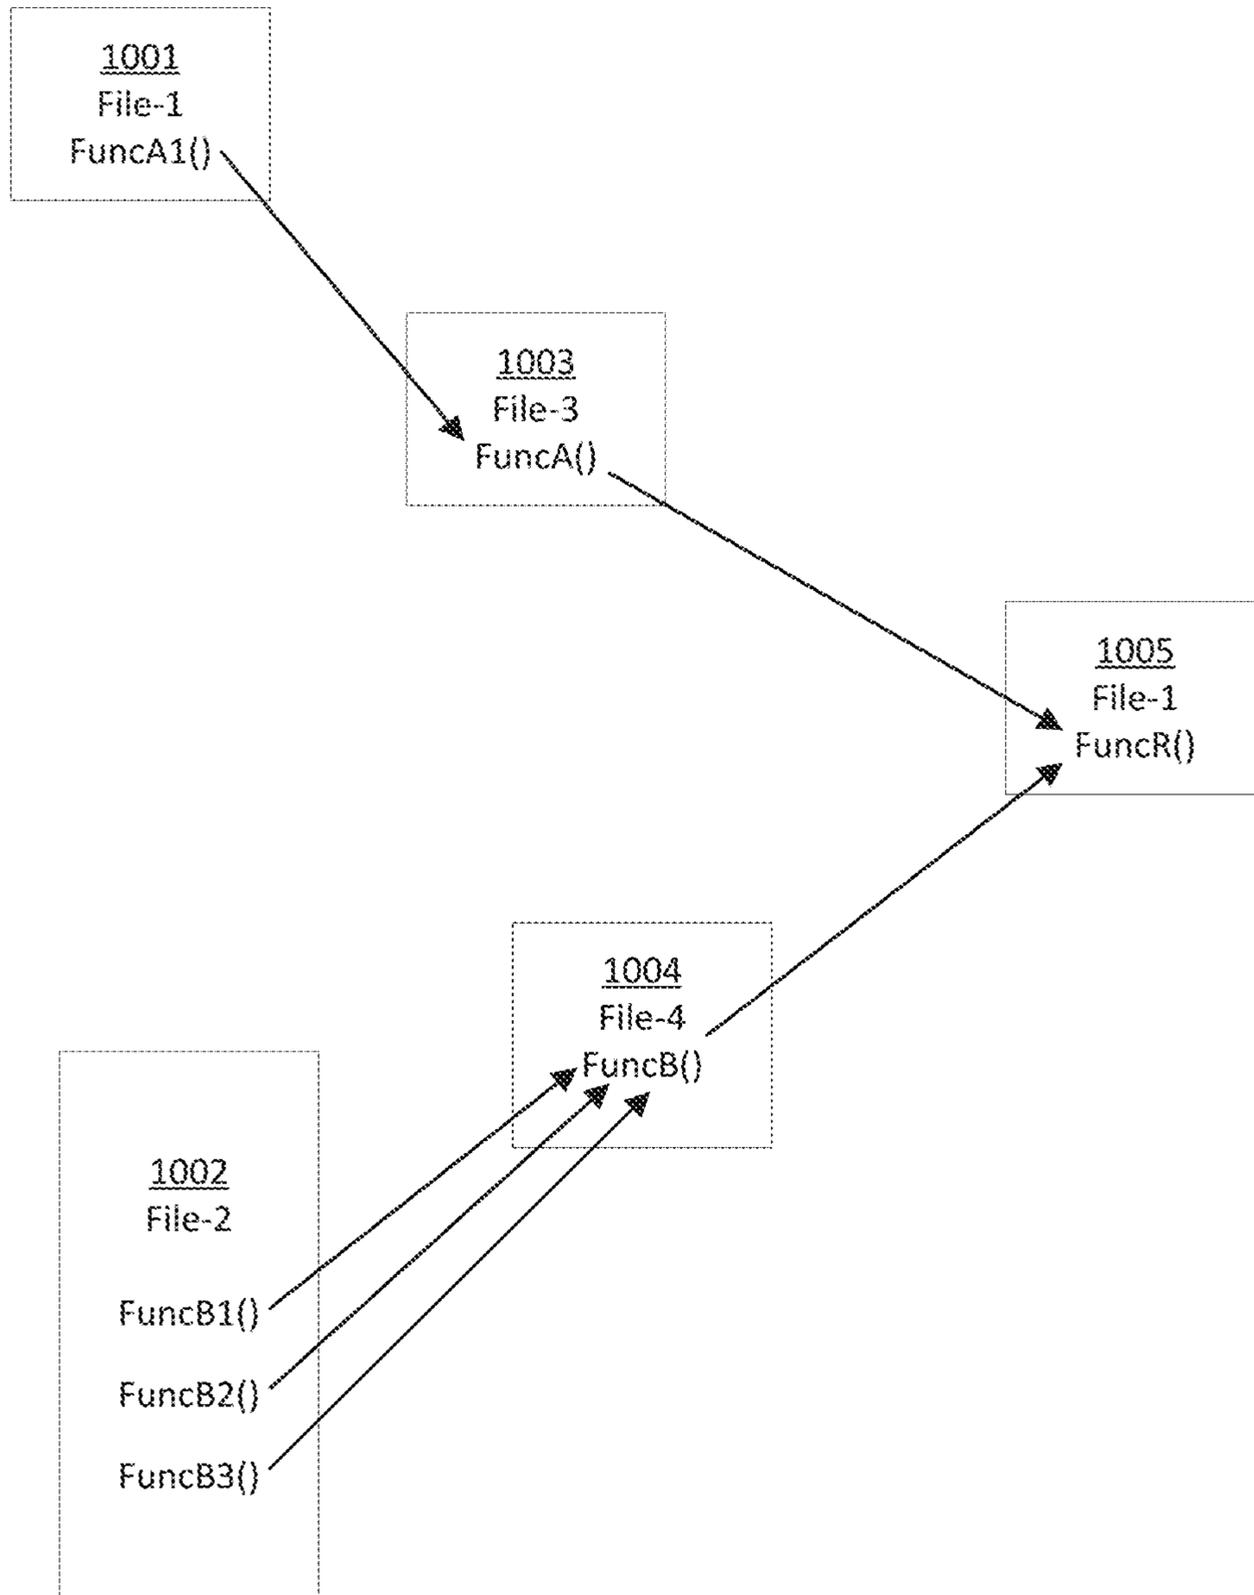 1001
File-1
FuncA1()
1003
File-3
FuncA()
1005
File-1
FuncR()
1004
File-4
FuncB()
1002
File-2
FuncB1()
FuncB2()
FuncB3()